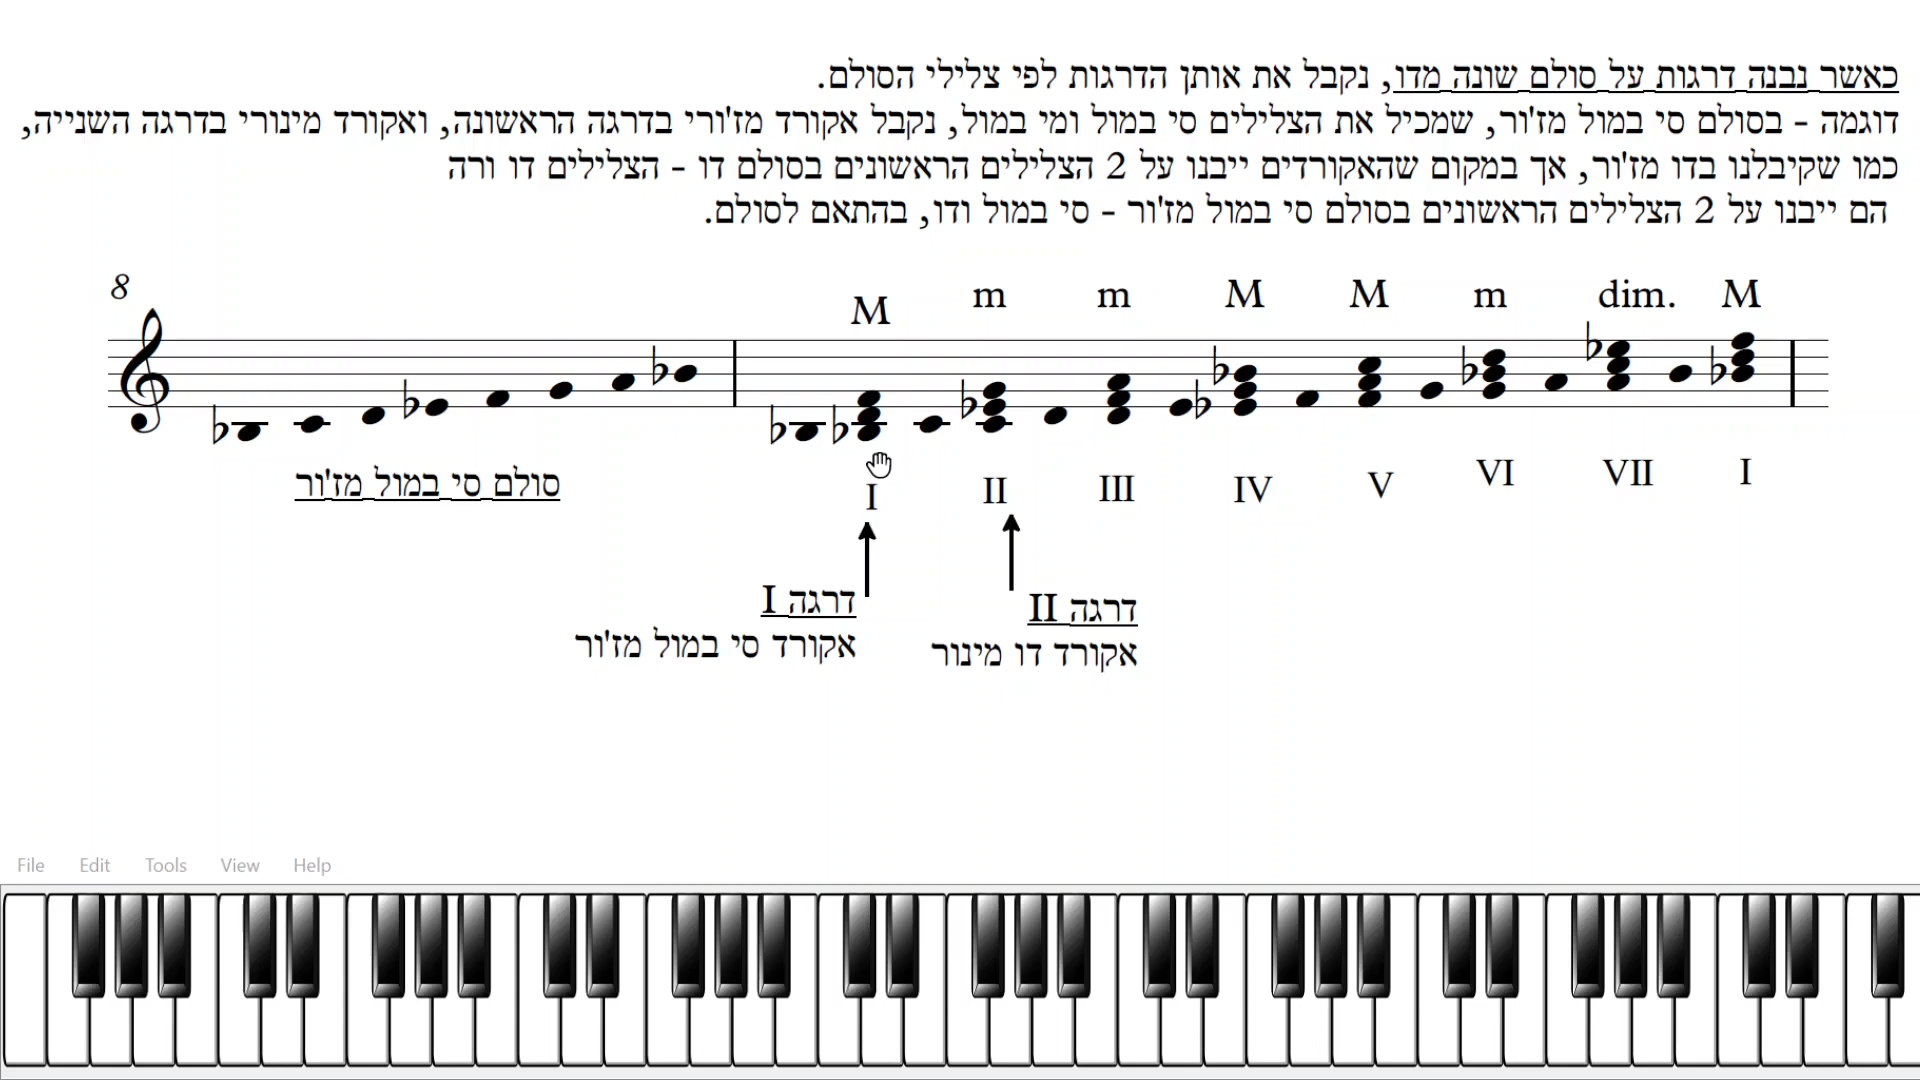 כאשר נבנה דרגות על סולם שונה מדו, נקבל את אותן הדרגות לפי צלילי הסולם.
דוגמה - בסולם סי במול מז'ור, שמכיל את הצלילים סי במול ומי במול, נקבל אקורד מז'ורי בדרגה הראשונה, ואקורד מינורי בדרגה השנייה,
כמו שקיבלנו בדו מז'ור, אך במקום שהאקורדים ייבנו על 2 הצלילים הראשונים בסולם דו - הצלילים דו ורה
הם ייבנו על 2 הצלילים הראשונים בסולם סי במול מז'ור - סי במול ודו, בהתאם לסולם.
8
M m m M M m dim. M
סולם סי במול מז'ור
I II III IV V VI VII I
דרגה I
אקורד סי במול מז'ור
דרגה II
אקורד דו מינור
File Edit Tools View Help